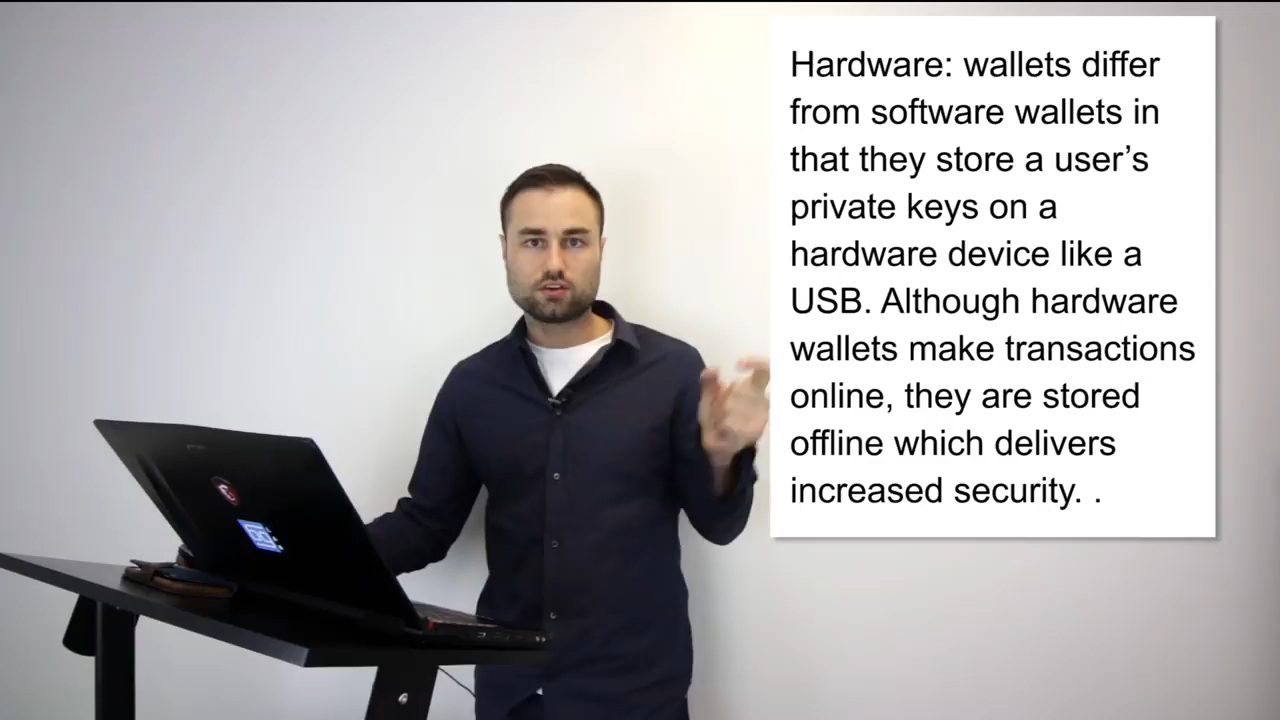 Hardware: wallets differ
from software wallets in
that they store a user’s
private keys on a
hardware device like a
USB. Although hardware
wallets make transactions
online, they are stored
offline which delivers
increased security. .